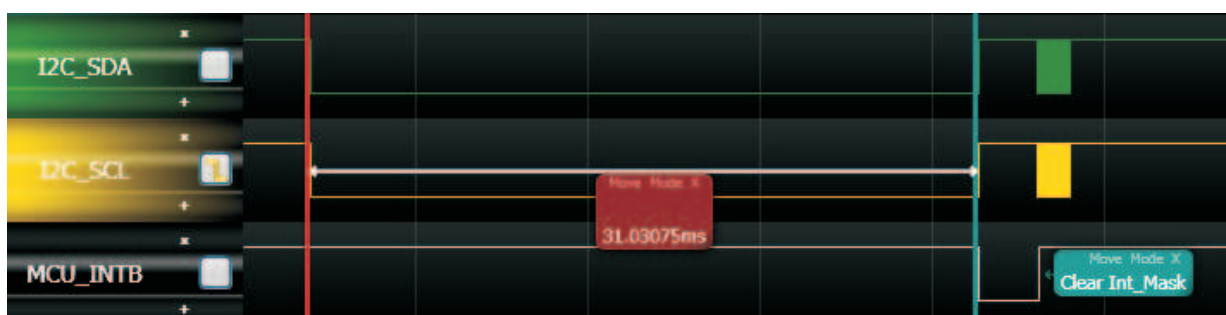 I2C_SDA
I2C_SCL
Move Mode X
31.03075ms
MCU_INTB
Move Mode X
Clear Int_Mask